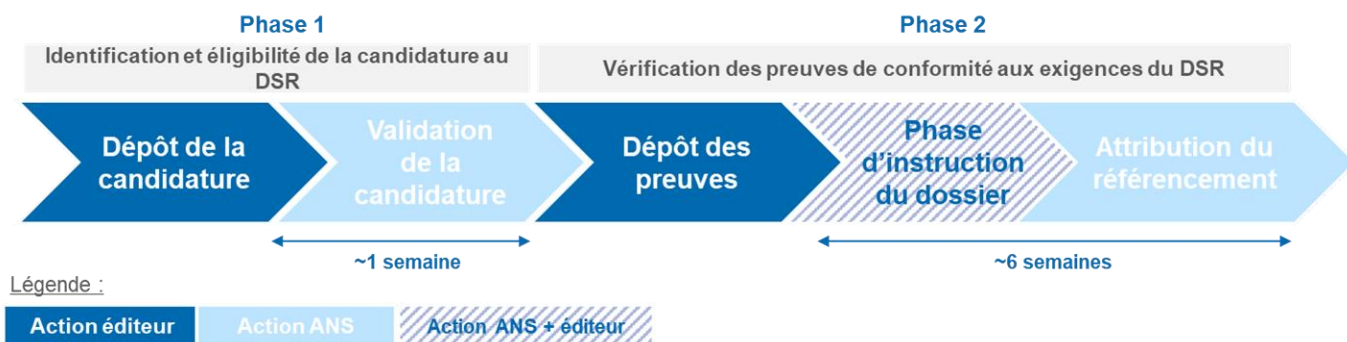 Phase 1
Phase 2
Identification et éligibilité de la candidature au
DSR
Vérification des preuves de conformité aux exigences du DSR
Dépôt de la
candidature
Validation
de la
candidature
Dépôt des
preuves
Phase
d'instruction
du dossier
Attribution du
référencement
~1 semaine
~6 semaines
Légende :
Action éditeur
Action ANS
Action ANS + éditeur